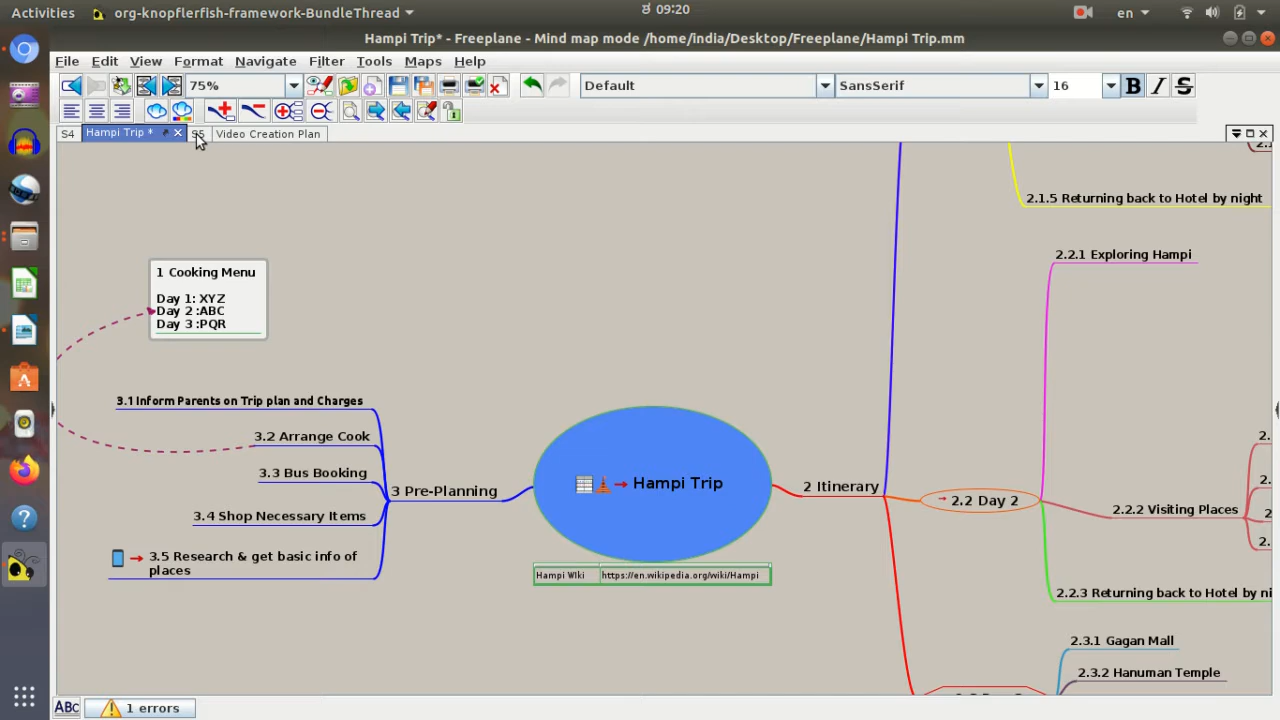 Activities
org-knopflerfish-framework-BundleThread
ಶ 09:20
en
Hampi Trip* - Freeplane - Mind map mode /home/india/Desktop/Freeplane/Hampi Trip.mm
File Edit View Format Navigate Filter Tools Maps Help
75%
Default
SansSerif
16
B I S
S4
Hampi Trip *
Video Creation Plan
2.1.5 Returning back to Hotel by night
2.2.1 Exploring Hampi
1 Cooking Menu
Day 1: XYZ
Day 2 :ABC
Day 3 :PQR
3.1 Inform Parents on Trip plan and Charges
3.2 Arrange Cook
3.3 Bus Booking
3 Pre-Planning
3.4 Shop Necessary Items
3.5 Research & get basic info of
places
Hampi Trip
Hampi WIki
https://en.wikipedia.org/wiki/Hampi
2 Itinerary
2.2 Day 2
2.2.2 Visiting Places
2.2.3 Returning back to Hotel by ni
2.3.1 Gagan Mall
2.3.2 Hanuman Temple
ABC
1 errors